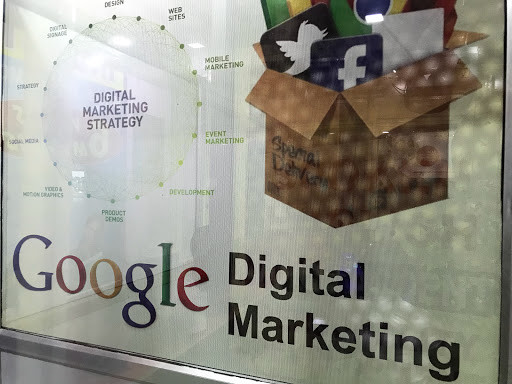 DESIGN
WEB
SITES
DIGITAL
SIGNAGE
MOBILE
MARKETING
STRATEGY
DIGITAL
MARKETING
STRATEGY
EVENT
MARKETING
SOCIAL MEDIA
VIDEO &
MOTION GRAPHICS
DEVELOPMENT
PRODUCT
DEMOS
f
Google
Digital
Marketing